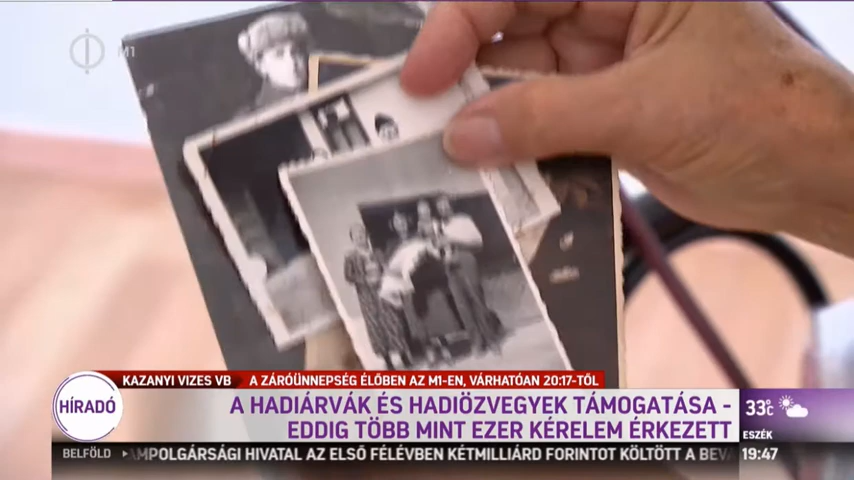 M1
KAZANYI VIZES VB
A ZÁRÓÜNNEPSÉG ÉLŐBEN AZ M1-EN, VÁRHATÓAN 20:17-TŐL
HÍRADÓ
A HADIÁRVÁK ÉS HADIÖZVEGYEK TÁMOGATÁSA -
EDDIG TÖBB MINT EZER KÉRELEM ÉRKEZETT
33°C
ESZÉK
BELFÖLD
AMPOLGÁRSÁGI HIVATAL AZ ELSŐ FÉLÉVBEN KÉTMILLIÁRD FORINTOT KÖLTÖTT A BEVÁ
19:47